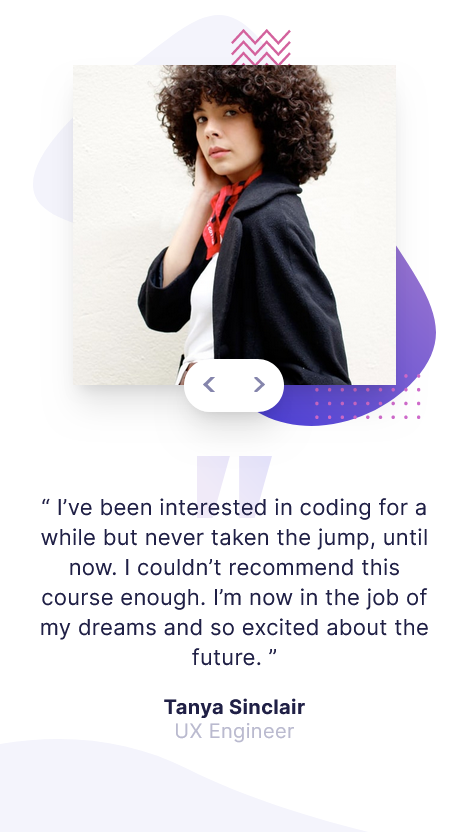 “ I’ve been interested in coding for a
while but never taken the jump, until
now. I couldn’t recommend this
course enough. I’m now in the job of
my dreams and so excited about the
future. ”
Tanya Sinclair
UX Engineer